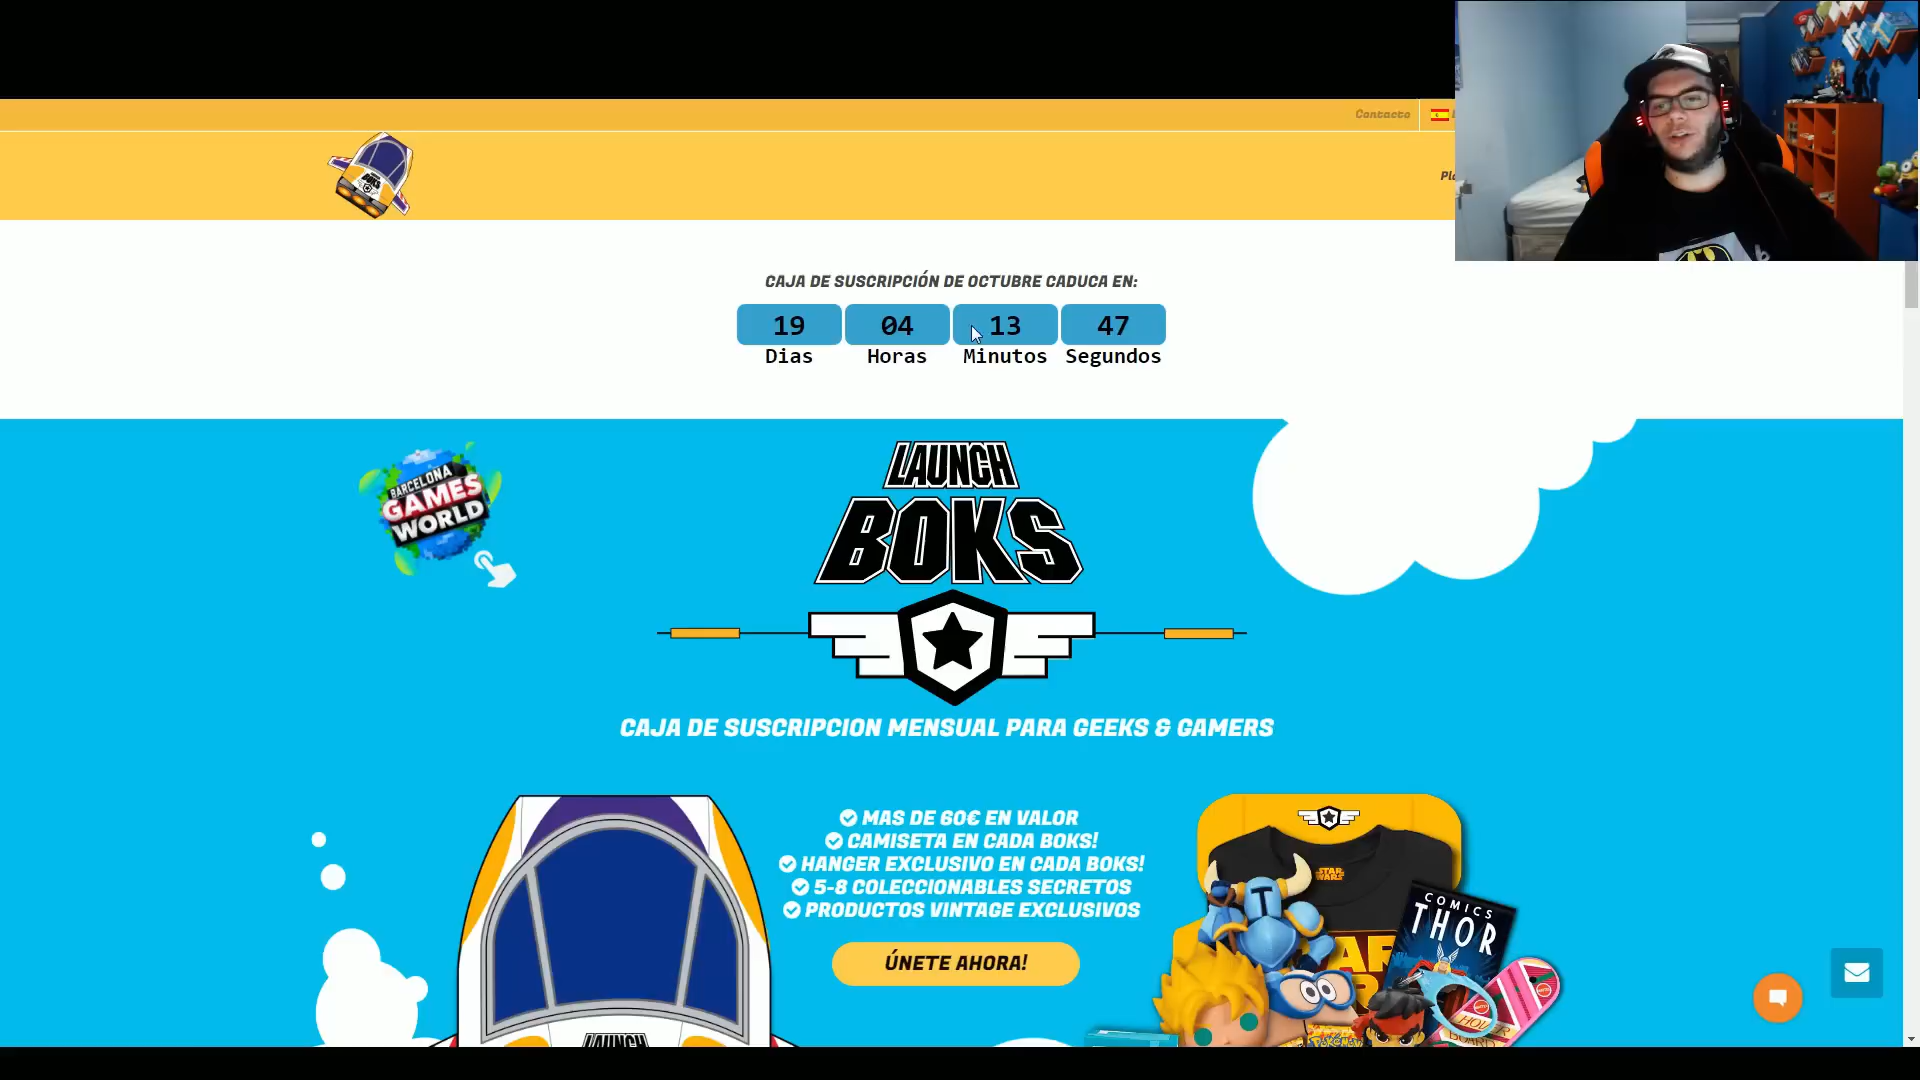 Contacto
CAJA DE SUSCRIPCIÓN DE OCTUBRE CADUCA EN:
19 04 13 47
Dias Horas Minutos Segundos
BARCELONA
GAMES
WORLD
LAUNCH
BOKS
CAJA DE SUSCRIPCION MENSUAL PARA GEEKS & GAMERS
MAS DE 60€ EN VALOR
CAMISETA EN CADA BOKS!
HANGER EXCLUSIVO EN CADA BOKS!
5-8 COLECCIONABLES SECRETOS
PRODUCTOS VINTAGE EXCLUSIVOS
ÚNETE AHORA!
STAR
WARS
COMICS
THOR